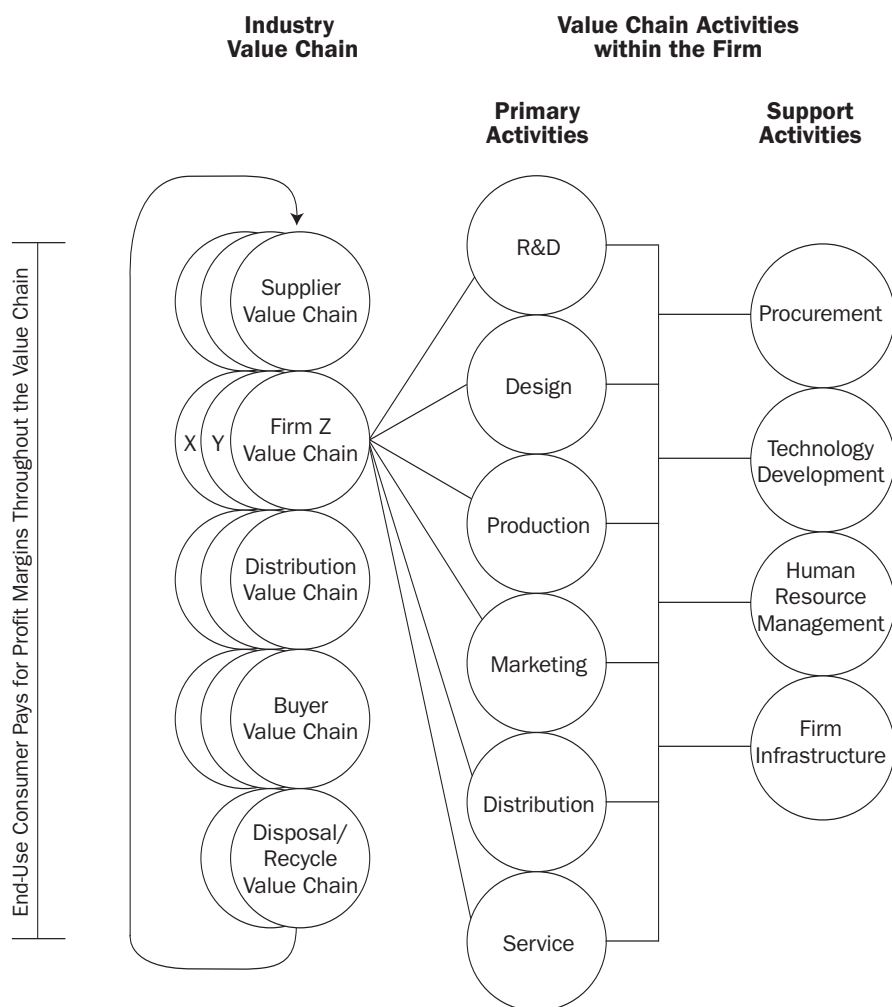 Industry
Value Chain
Value Chain Activities
within the Firm
Primary
Activities
Support
Activities
End-Use Consumer Pays for Profit Margins Throughout the Value Chain
Supplier
Value Chain
X
Y
Firm Z
Value Chain
Distribution
Value Chain
Buyer
Value Chain
Disposal/
Recycle
Value Chain
R&D
Design
Production
Marketing
Distribution
Service
Procurement
Technology
Development
Human
Resource
Management
Firm
Infrastructure